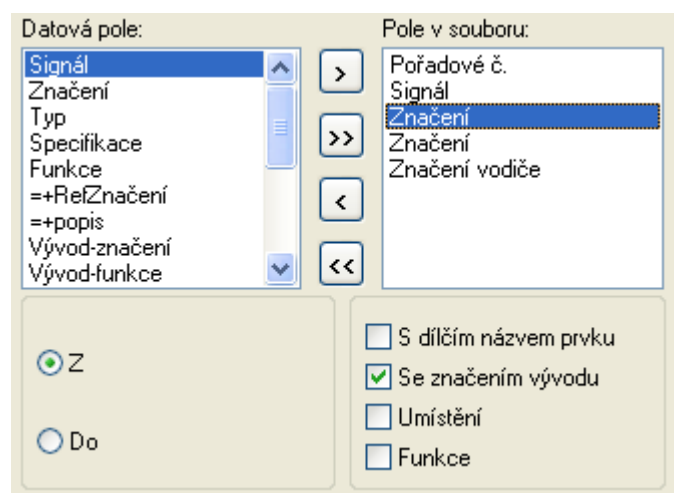 Datová pole:
Signál
Značení
Typ
Specifikace
Funkce
=+RefZnačení
=+popis
Vývod-značení
Vývod-funkce
>
>>
<
<<
Pole v souboru:
Pořadové č.
Signál
Značení
Značení
Značení vodiče
Z
Do
S dílčím názvem prvku
Se značením vývodu
Umístění
Funkce